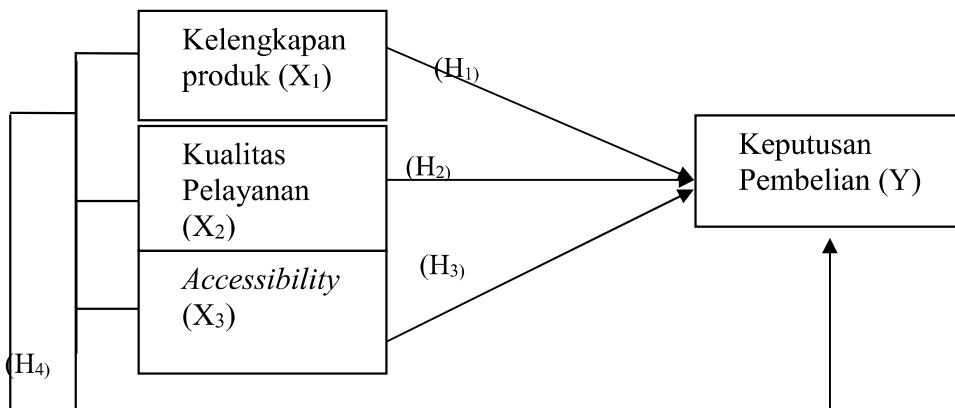 Kelengkapan
produk (X₁)
(H₁)
Kualitas
Pelayanan
(X₂)
(H₂)
Keputusan
Pembelian (Y)
Accessibility
(X₃)
(H₃)
(H₄)